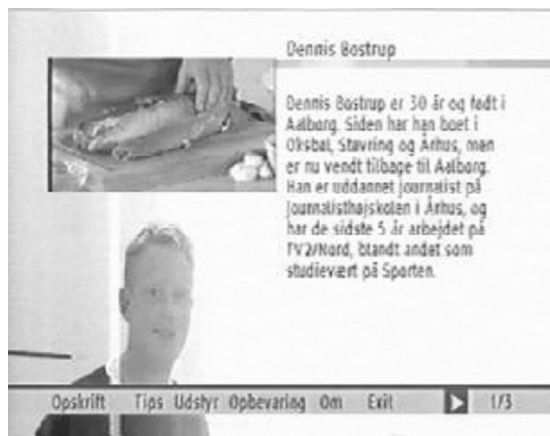 Dennis Bostrup
Dennis Bostrup er 30 år og født i
Aalborg. Siden har han boet i
Oksbøl, Støvring og Århus, men
er nu vendt tilbage til Aalborg.
Han er uddannet journalist på
Journalisthøjskolen i Århus, og
har de sidste 5 år arbejdet på
TV2/Nord, blandt andet som
studievært på Sporten.
Opskrift Tips Udstyr Opbevaring Om Exit 1/3